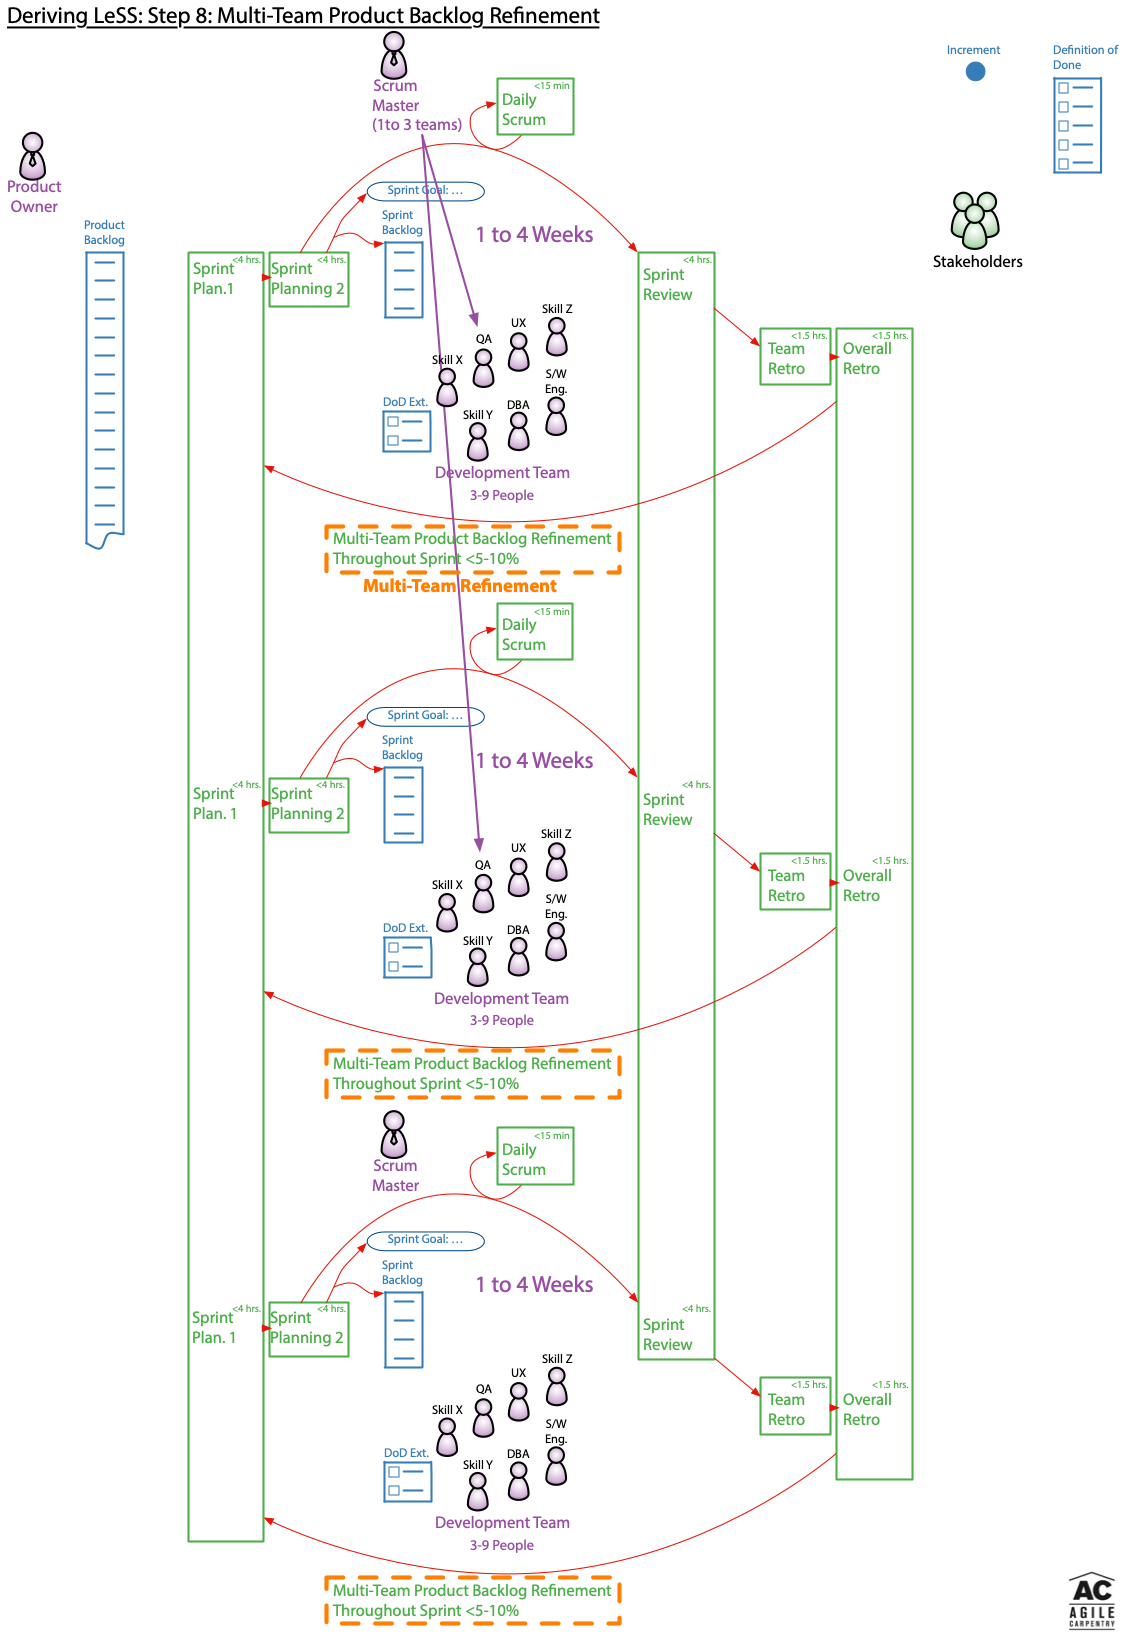 Deriving LeSS: Step 8: Multi-Team Product Backlog Refinement
Scrum
Master
(1to 3 teams)
<15 min
Daily
Scrum
Increment
Definition of
Done
Product
Owner
Stakeholders
Product
Backlog
Sprint Goal: ...
Sprint
Backlog
1 to 4 Weeks
<4 hrs.
Sprint
Plan.1
<4 hrs.
Sprint
Planning 2
<4 hrs.
Sprint
Review
Skill Z
UX
QA
Skill X
S/W
Eng.
DoD Ext.
DBA
Skill Y
Development Team
3-9 People
<1.5 hrs.
Team
Retro
<1.5 hrs.
Overall
Retro
Multi-Team Product Backlog Refinement
Throughout Sprint <5-10%
Multi-Team Refinement
<15 min
Daily
Scrum
Sprint Goal: ...
Sprint
Backlog
1 to 4 Weeks
<4 hrs.
Sprint
Plan. 1
<4 hrs.
Sprint
Planning 2
<4 hrs.
Sprint
Review
Skill Z
UX
QA
Skill X
S/W
Eng.
DoD Ext.
DBA
Skill Y
Development Team
3-9 People
<1.5 hrs.
Team
Retro
<1.5 hrs.
Overall
Retro
Multi-Team Product Backlog Refinement
Throughout Sprint <5-10%
Scrum
Master
<15 min
Daily
Scrum
Sprint Goal: ...
Sprint
Backlog
1 to 4 Weeks
<4 hrs.
Sprint
Plan. 1
<4 hrs.
Sprint
Planning 2
<4 hrs.
Sprint
Review
Skill Z
UX
QA
Skill X
S/W
Eng.
DoD Ext.
DBA
Skill Y
Development Team
3-9 People
<1.5 hrs.
Team
Retro
<1.5 hrs.
Overall
Retro
Multi-Team Product Backlog Refinement
Throughout Sprint <5-10%
AC
AGILE
CARPENTRY